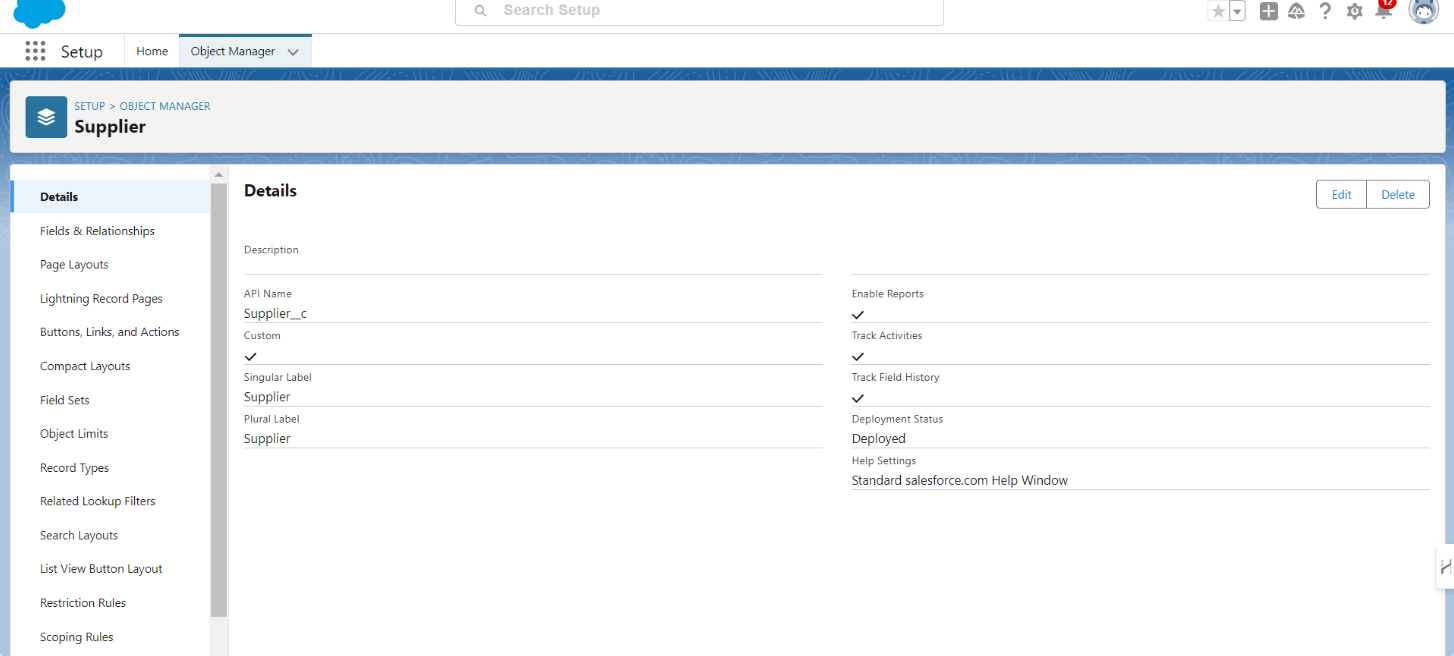 Search Setup
12
Setup
Home
Object Manager
SETUP > OBJECT MANAGER
Supplier
Details
Fields & Relationships
Page Layouts
Lightning Record Pages
Buttons, Links, and Actions
Compact Layouts
Field Sets
Object Limits
Record Types
Related Lookup Filters
Search Layouts
List View Button Layout
Restriction Rules
Scoping Rules
Details
Edit
Delete
Description
API Name
Supplier__c
Custom
Singular Label
Supplier
Plural Label
Supplier
Enable Reports
Track Activities
Track Field History
Deployment Status
Deployed
Help Settings
Standard salesforce.com Help Window